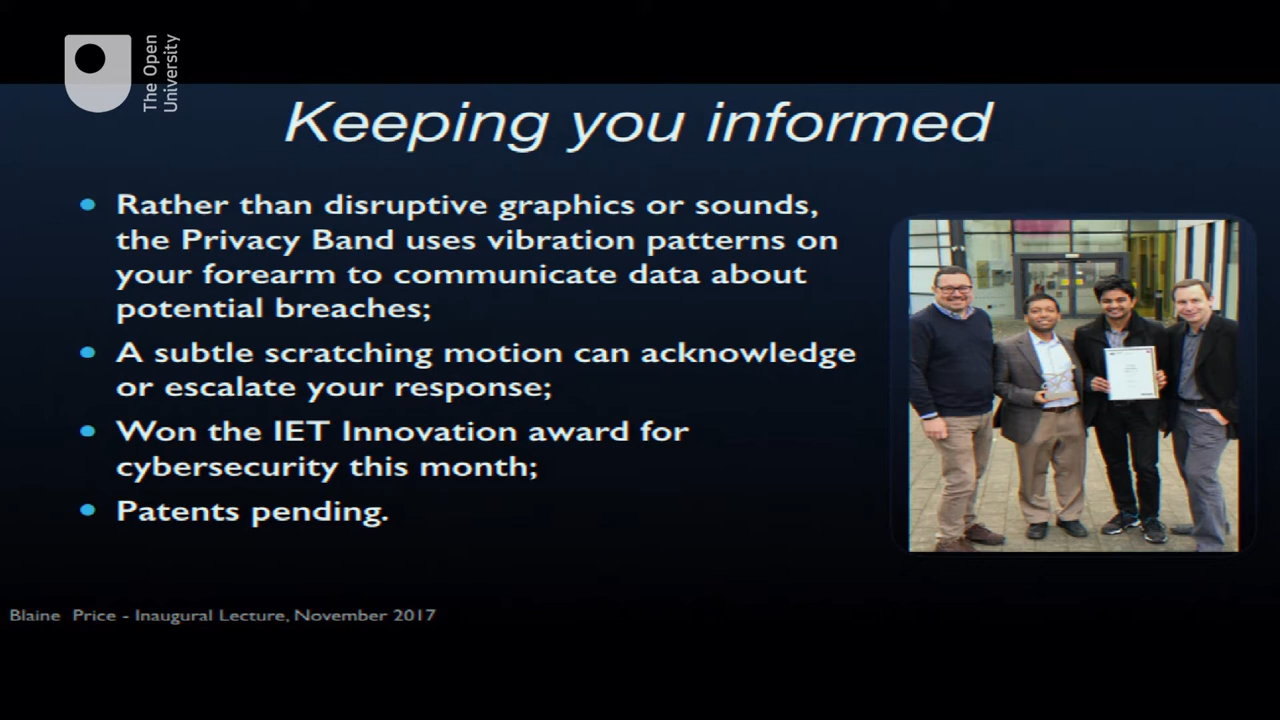 The Open
University
Keeping you informed
Rather than disruptive graphics or sounds,
the Privacy Band uses vibration patterns on
your forearm to communicate data about
potential breaches;
A subtle scratching motion can acknowledge
or escalate your response;
Won the IET Innovation award for
cybersecurity this month;
Patents pending.
Blaine Price - Inaugural Lecture, November 2017